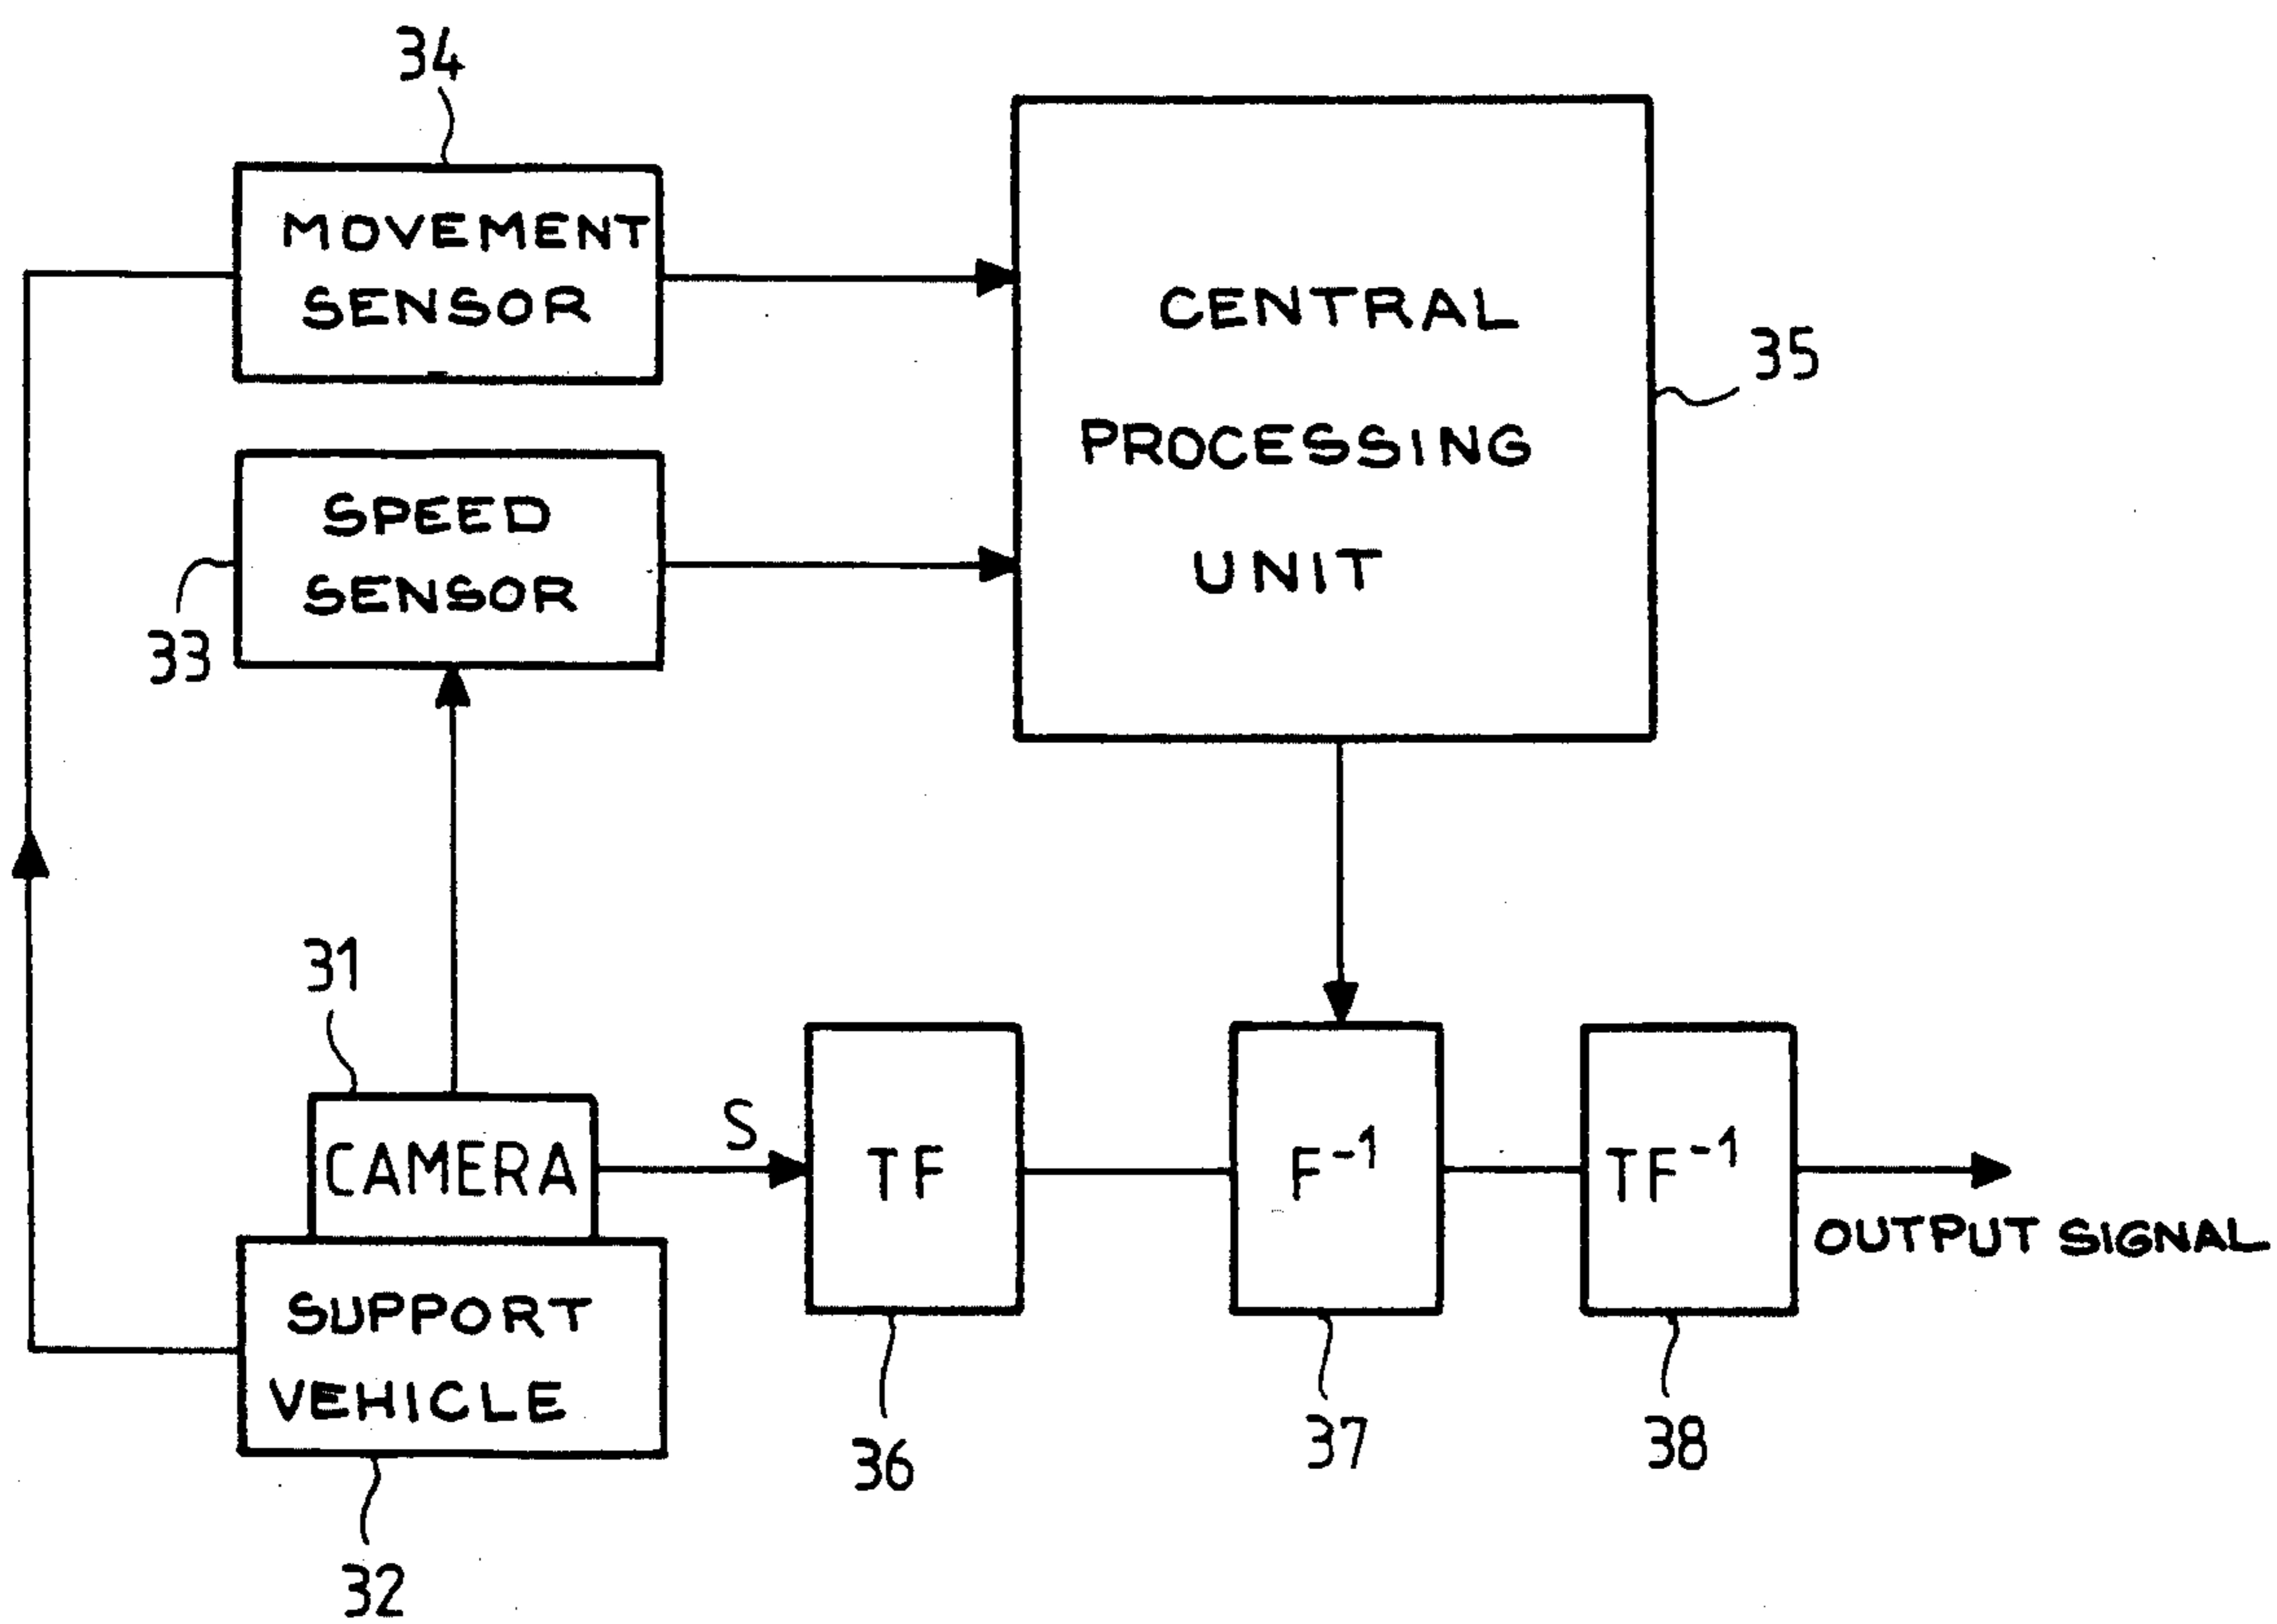 34
MOVEMENT
SENSOR
CENTRAL
PROCESSING
UNIT
35
SPEED
SENSOR
33
31
CAMERA
S
TF
F⁻¹
TF⁻¹
OUTPUT SIGNAL
SUPPORT
VEHICLE
36
37
38
32